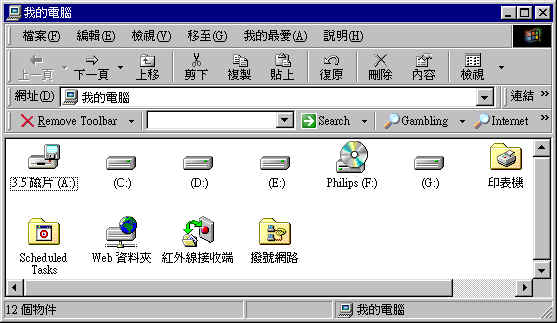 我的電腦
檔案(F) 編輯(E) 檢視(V) 移至(G) 我的最愛(A) 說明(H)
上一頁 下一頁 上移 剪下 複製 貼上 復原 刪除 內容 檢視
網址(D) 我的電腦 連結 »
Remove Toolbar Search Gambling Internet »
3.5 磁片 (A:) (C:) (D:) (E:) Philips (F:) (G:) 印表機
Scheduled Tasks Web 資料夾 紅外線接收端 撥號網路
12 個物件 我的電腦